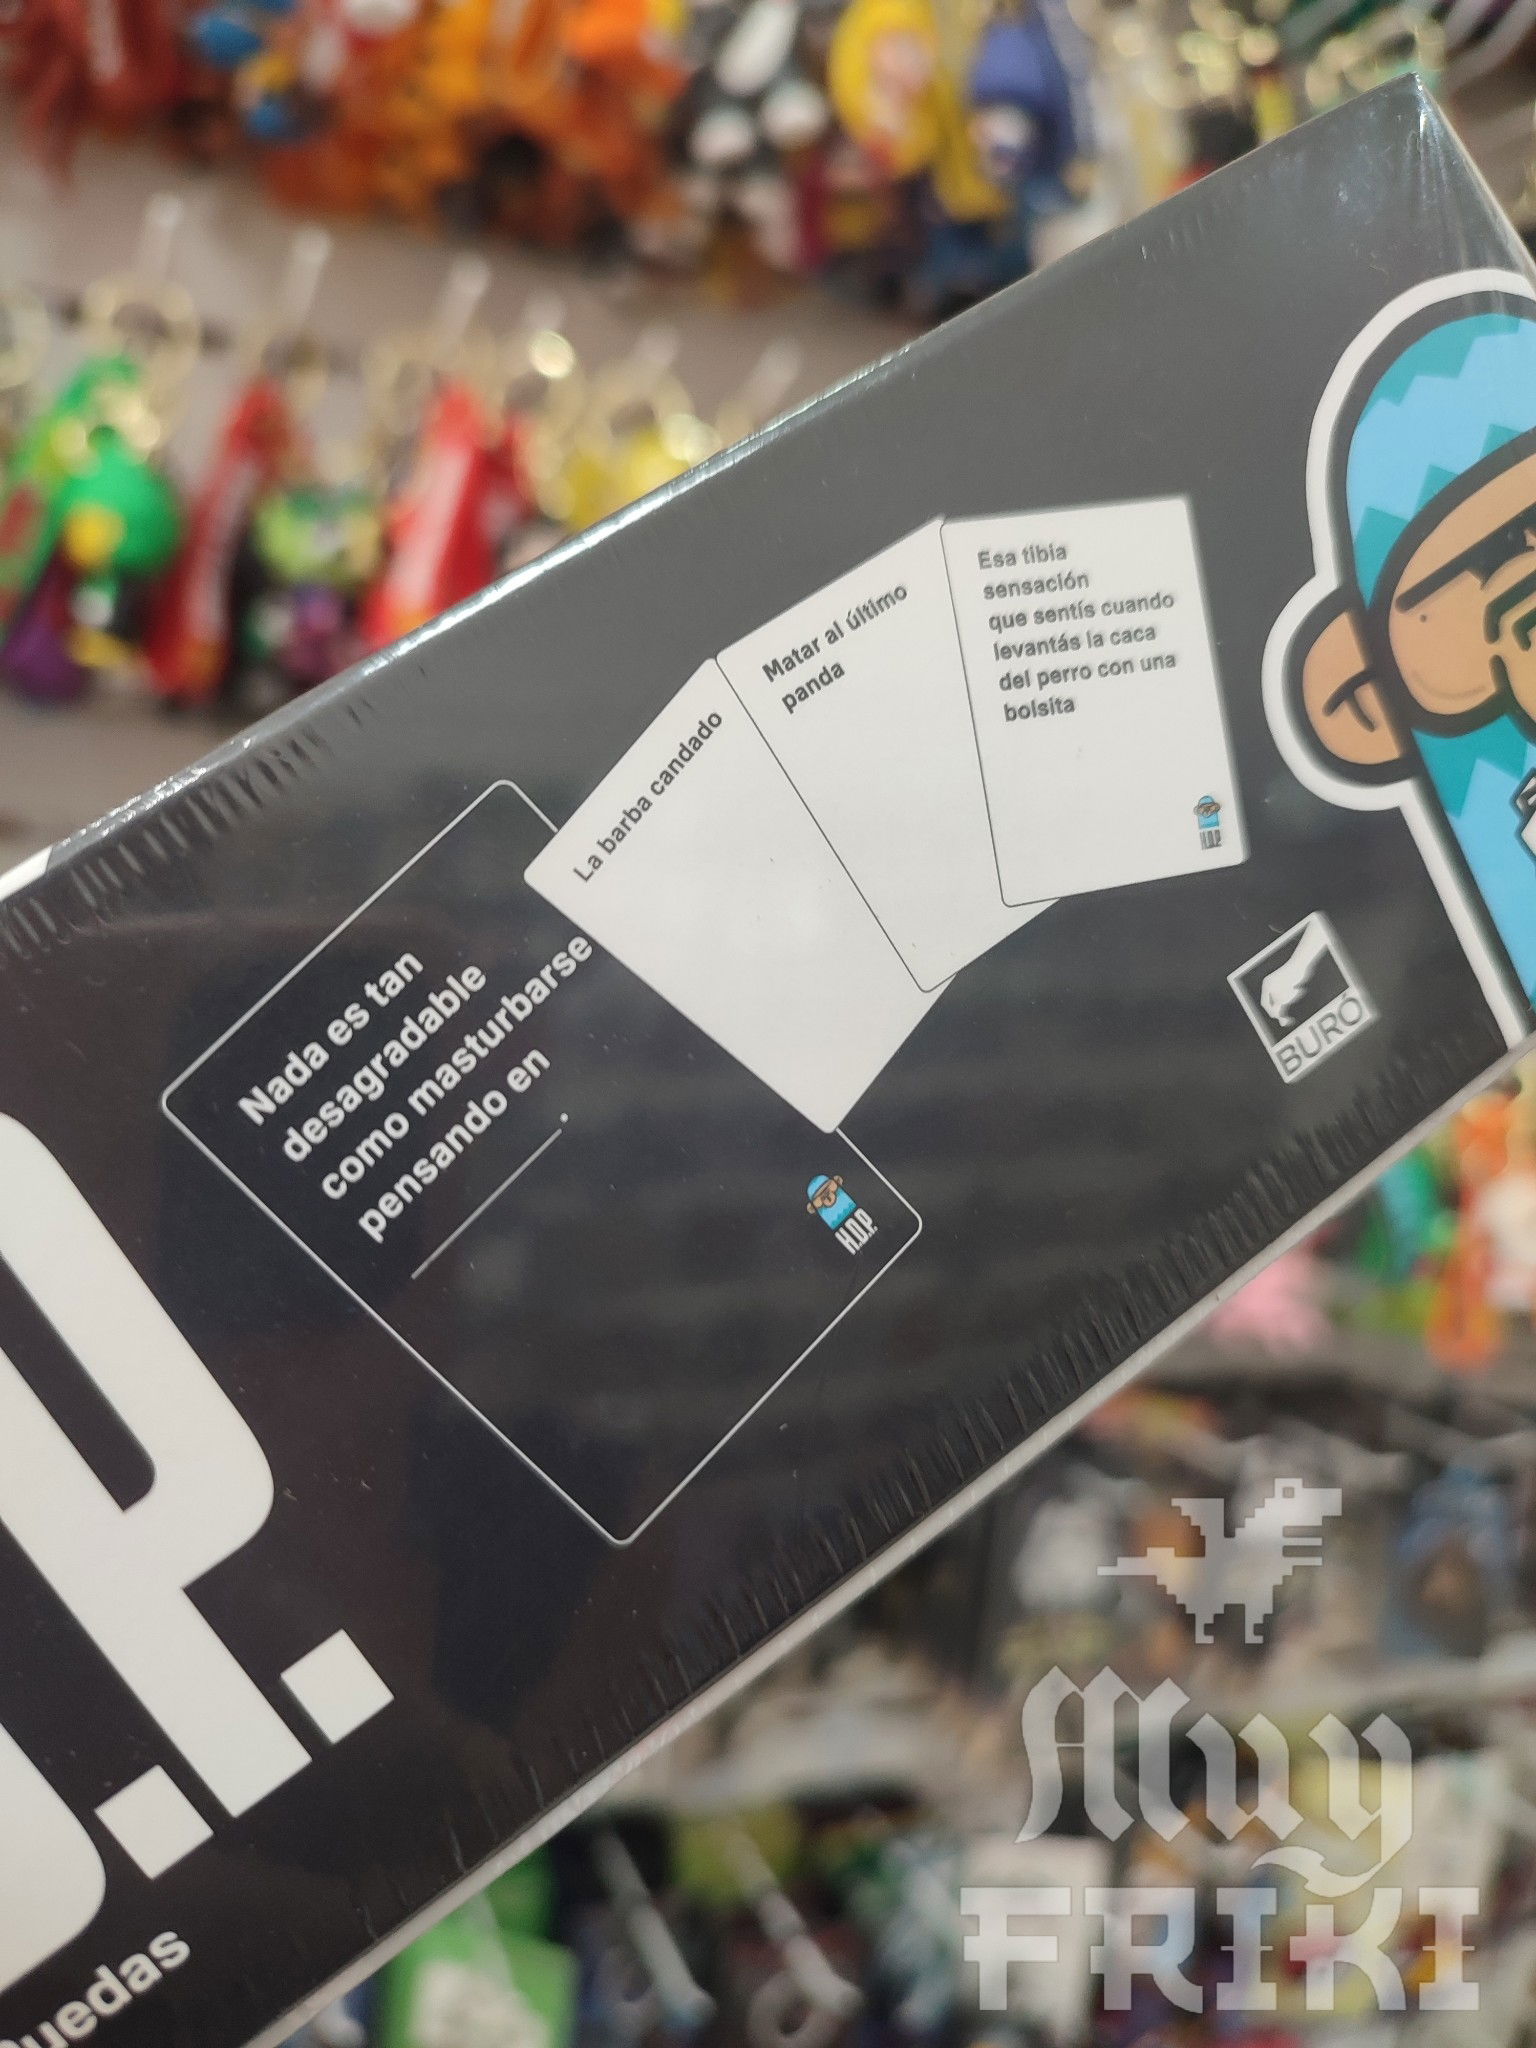 Nada es tan
desagradable
como masturbarse
pensando en
__________.
H.D.P.
La barba candado
Matar al último
panda
Esa tibia
sensación
que sentís cuando
levantás la caca
del perro con una
bolsita
H.D.P.
BURÓ
.P.
Muy
FRIKI